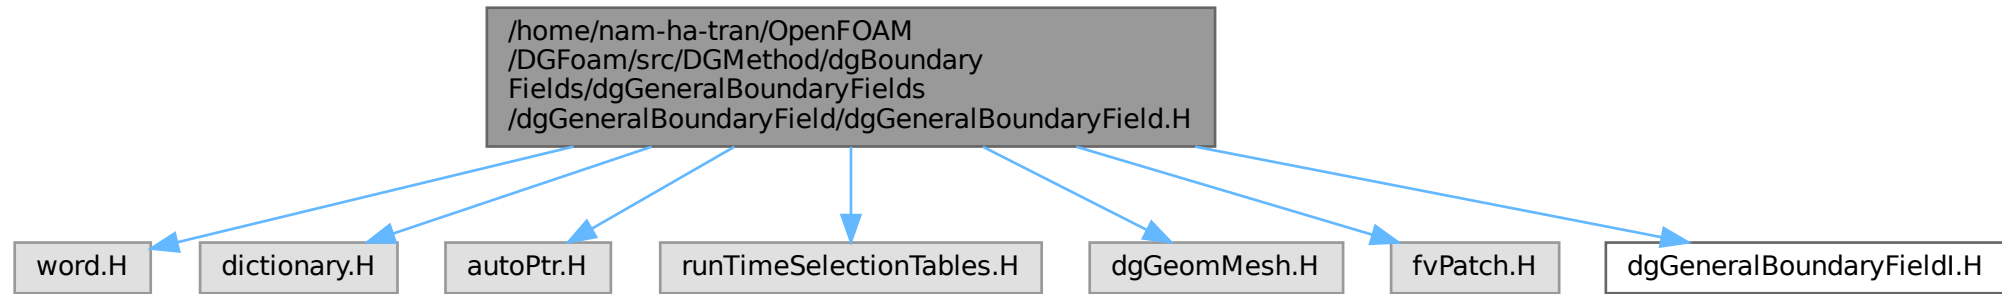 /home/nam-ha-tran/OpenFOAM
/DGFoam/src/DGMethod/dgBoundary
Fields/dgGeneralBoundaryFields
/dgGeneralBoundaryField/dgGeneralBoundaryField.H
word.H
dictionary.H
autoPtr.H
runTimeSelectionTables.H
dgGeomMesh.H
fvPatch.H
dgGeneralBoundaryFieldI.H